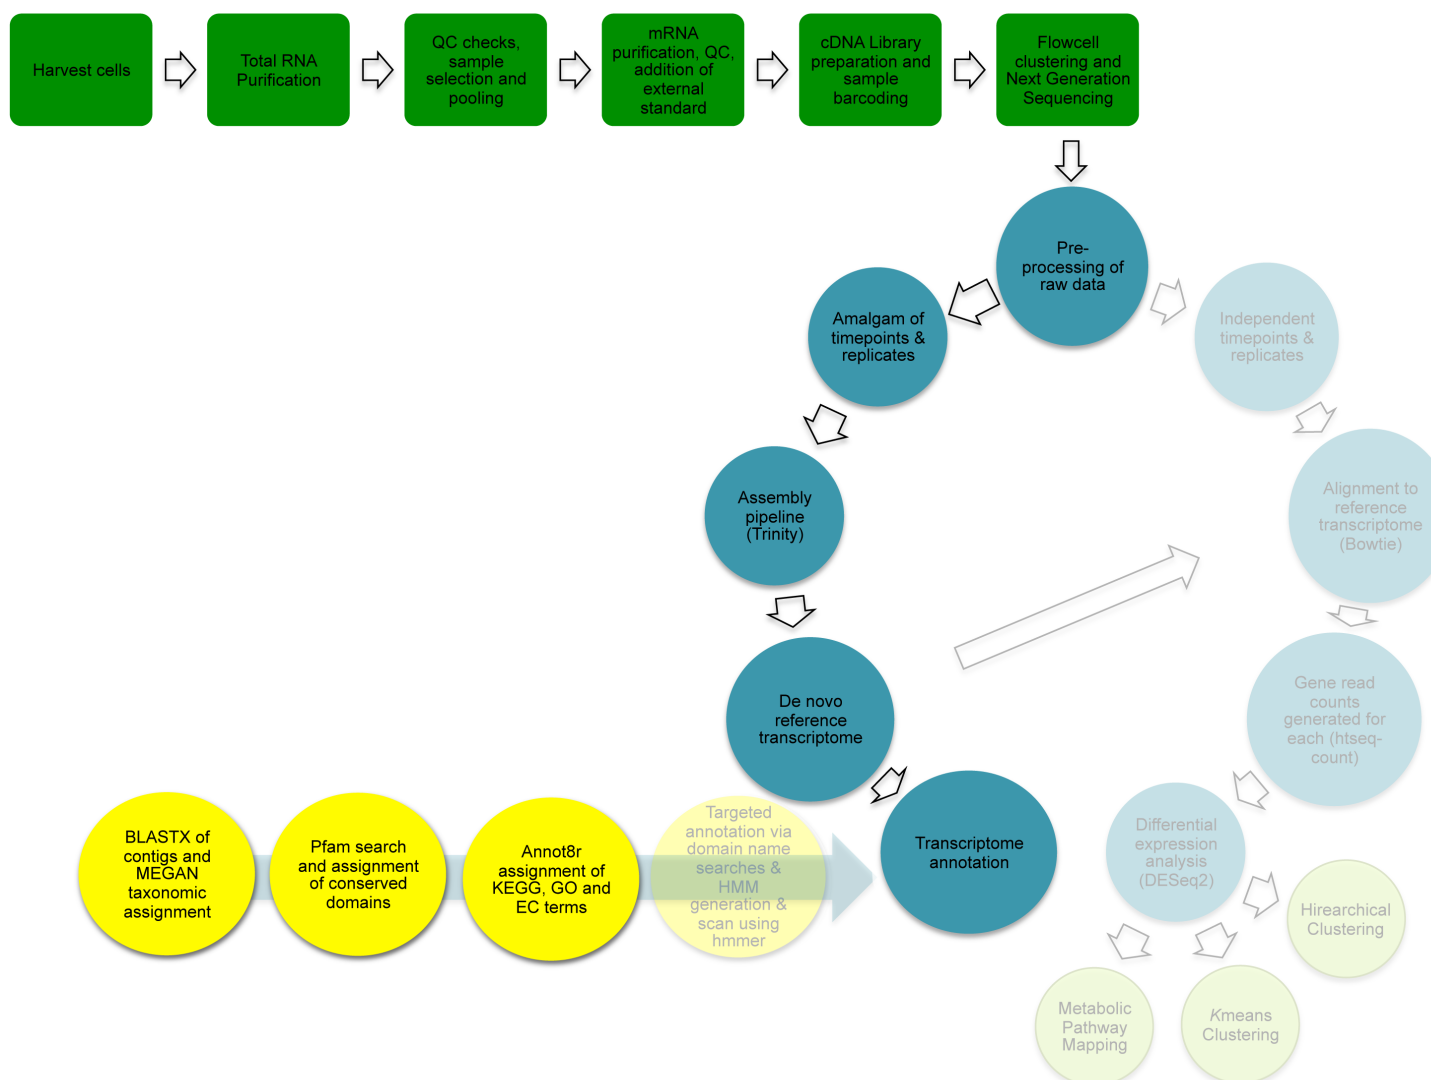 Harvest cells
Total RNA
Purification
QC checks,
sample
selection and
pooling
mRNA
purification, QC,
addition of
external
standard
cDNA Library
preparation and
sample
barcoding
Flowcell
clustering and
Next Generation
Sequencing
Pre-
processing of
raw data
Amalgam of
timepoints &
replicates
Independent
timepoints &
replicates
Assembly
pipeline
(Trinity)
Alignment to
reference
transcriptome
(Bowtie)
De novo
reference
transcriptome
Gene read
counts
generated for
each (htseq-
count)
BLASTX of
contigs and
MEGAN
taxonomic
assignment
Pfam search
and assignment
of conserved
domains
Annot8r
assignment of
KEGG, GO and
EC terms
Targeted
annotation via
domain name
searches &
HMM
generation &
scan using
hmmer
Transcriptome
annotation
Differential
expression
analysis
(DESeq2)
Hirearchical
Clustering
Metabolic
Pathway
Mapping
Kmeans
Clustering